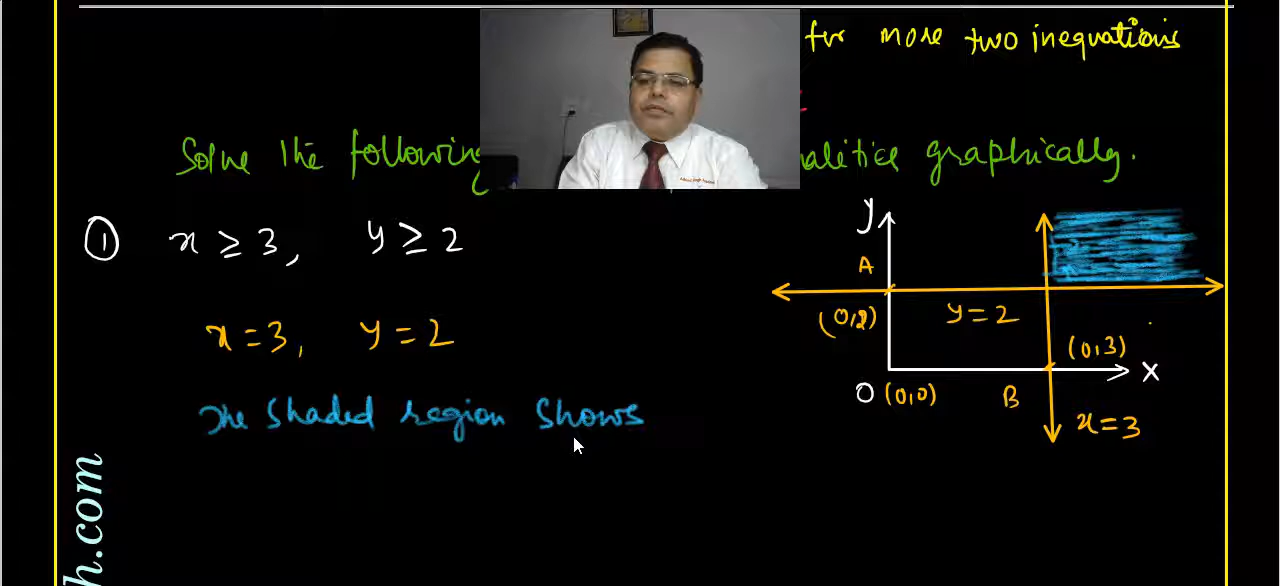 for more two inequations
Solve the following
alitice graphically.
① x ≥ 3, y ≥ 2
x = 3, y = 2
The shaded region shows
y
A
(0,2)
y = 2
(0,3)
X
O (0,0)
B
x = 3
h.com